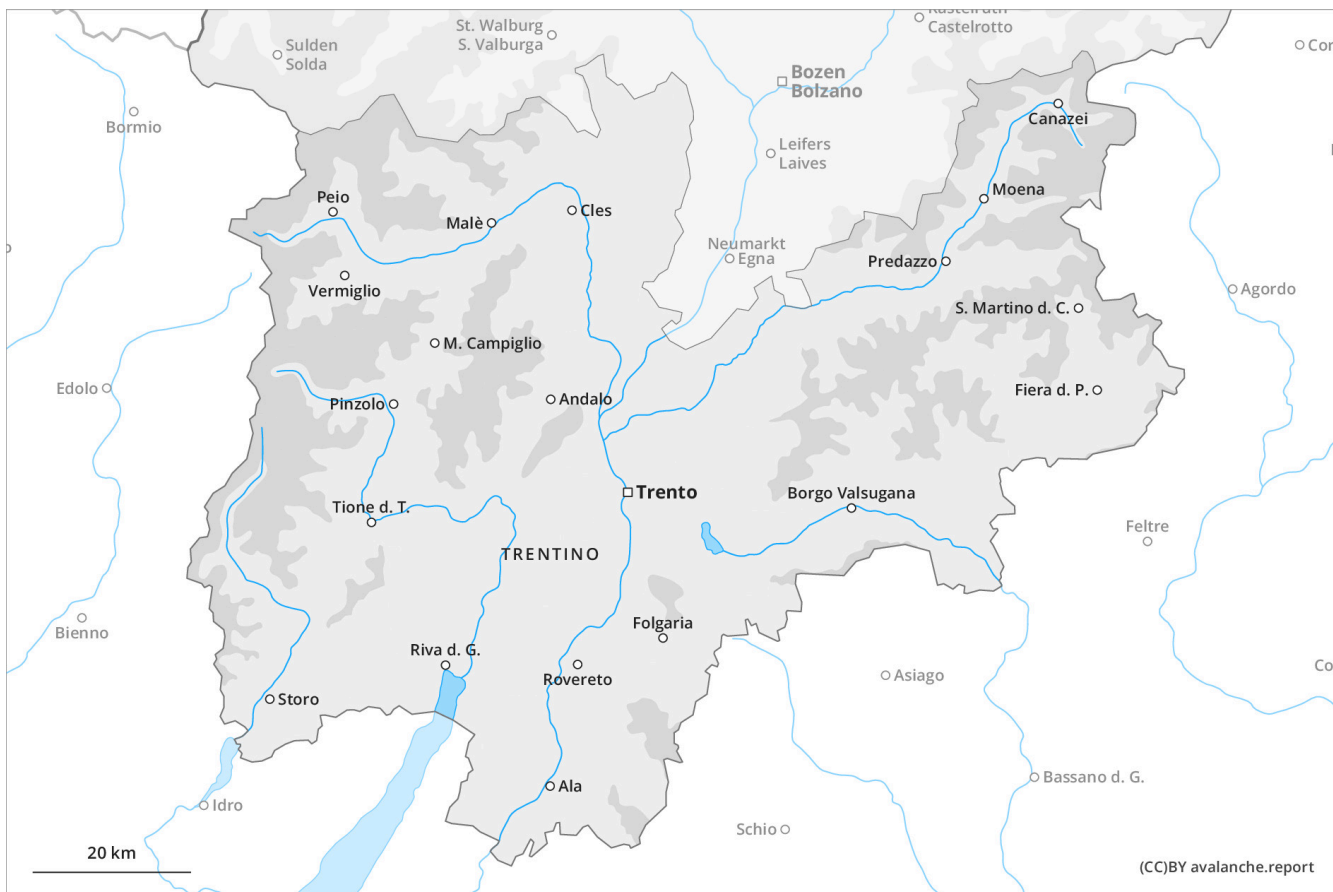 Kastelruth
Castelrotto
St. Walburg
S. Valburga
Sulden
Solda
Cor
Bozen
Bolzano
Bormio
Canazei
Leifers
Laives
Peio
Moena
Malè
Cles
Neumarkt
Egna
Predazzo
Vermiglio
Agordo
S. Martino d. C.
M. Campiglio
Edolo
Fiera d. P.
Pinzolo
Andalo
Trento
Borgo Valsugana
Tione d. T.
Feltre
TRENTINO
Bienno
Folgaria
Riva d. G.
Co
Rovereto
Asiago
Storo
Bassano d. G.
Ala
Idro
Schio
20 km
(CC)BY avalanche.report